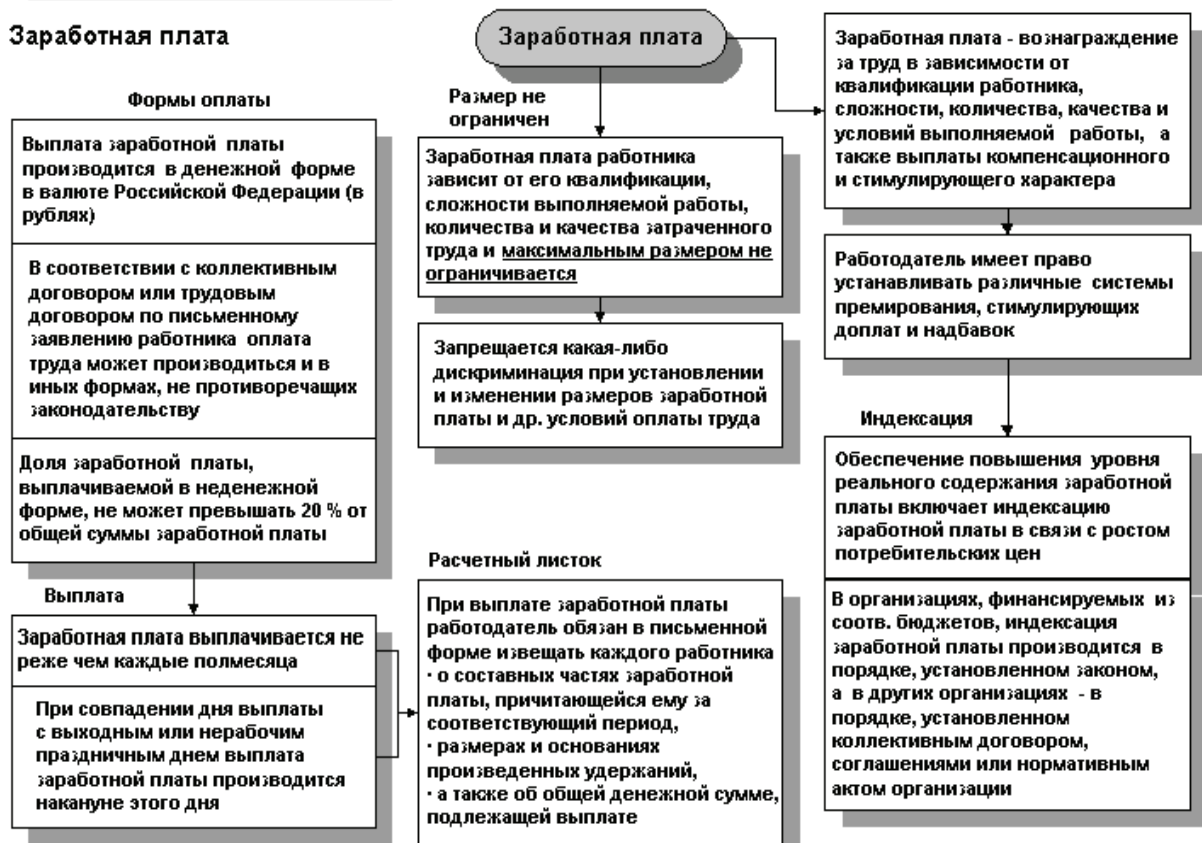 Заработная плата
Формы оплаты
Выплата заработной платы
производится в денежной форме
в валюте Российской Федерации (в
рублях)
В соответствии с коллективным
договором или трудовым
договором по письменному
заявлению работника оплата
труда может производиться и в
иных формах, не противоречащих
законодательству
Доля заработной платы,
выплачиваемой в неденежной
форме, не может превышать 20 % от
общей суммы заработной платы
Выплата
Заработная плата выплачивается не
реже чем каждые полмесяца
При совпадении дня выплаты
с выходным или нерабочим
праздничным днем выплата
заработной платы производится
накануне этого дня
Заработная плата
Размер не
ограничен
Заработная плата работника
зависит от его квалификации,
сложности выполняемой работы,
количества и качества затраченного
труда и максимальным размером не
ограничивается
Запрещается какая-либо
дискриминация при установлении
и изменении размеров заработной
платы и др. условий оплаты труда
Расчетный листок
При выплате заработной платы
работодатель обязан в письменной
форме извещать каждого работника
· о составных частях заработной
платы, причитающейся ему за
соответствующий период,
· размерах и основаниях
произведенных удержаний,
· а также об общей денежной сумме,
подлежащей выплате
Заработная плата - вознаграждение
за труд в зависимости от
квалификации работника,
сложности, количества, качества и
условий выполняемой работы, а
также выплаты компенсационного
и стимулирующего характера
Работодатель имеет право
устанавливать различные системы
премирования, стимулирующих
доплат и надбавок
Индексация
Обеспечение повышения уровня
реального содержания заработной
платы включает индексацию
заработной платы в связи с ростом
потребительских цен
В организациях, финансируемых из
соотв. бюджетов, индексация
заработной платы производится в
порядке, установленном законом,
а в других организациях - в
порядке, установленном
коллективным договором,
соглашениями или нормативным
актом организации